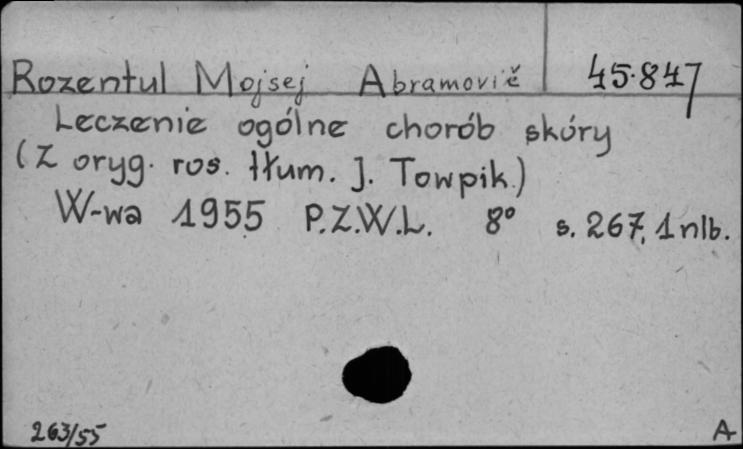 Rozentul Mojsej Abramovič 45.847
Leczenie ogólne chorób skóry
(Z oryg. ros. tłum. J. Towpik.)
W-wa 1955 P.Z.W.L. 8° s. 267, 1 nlb.
263/55 A